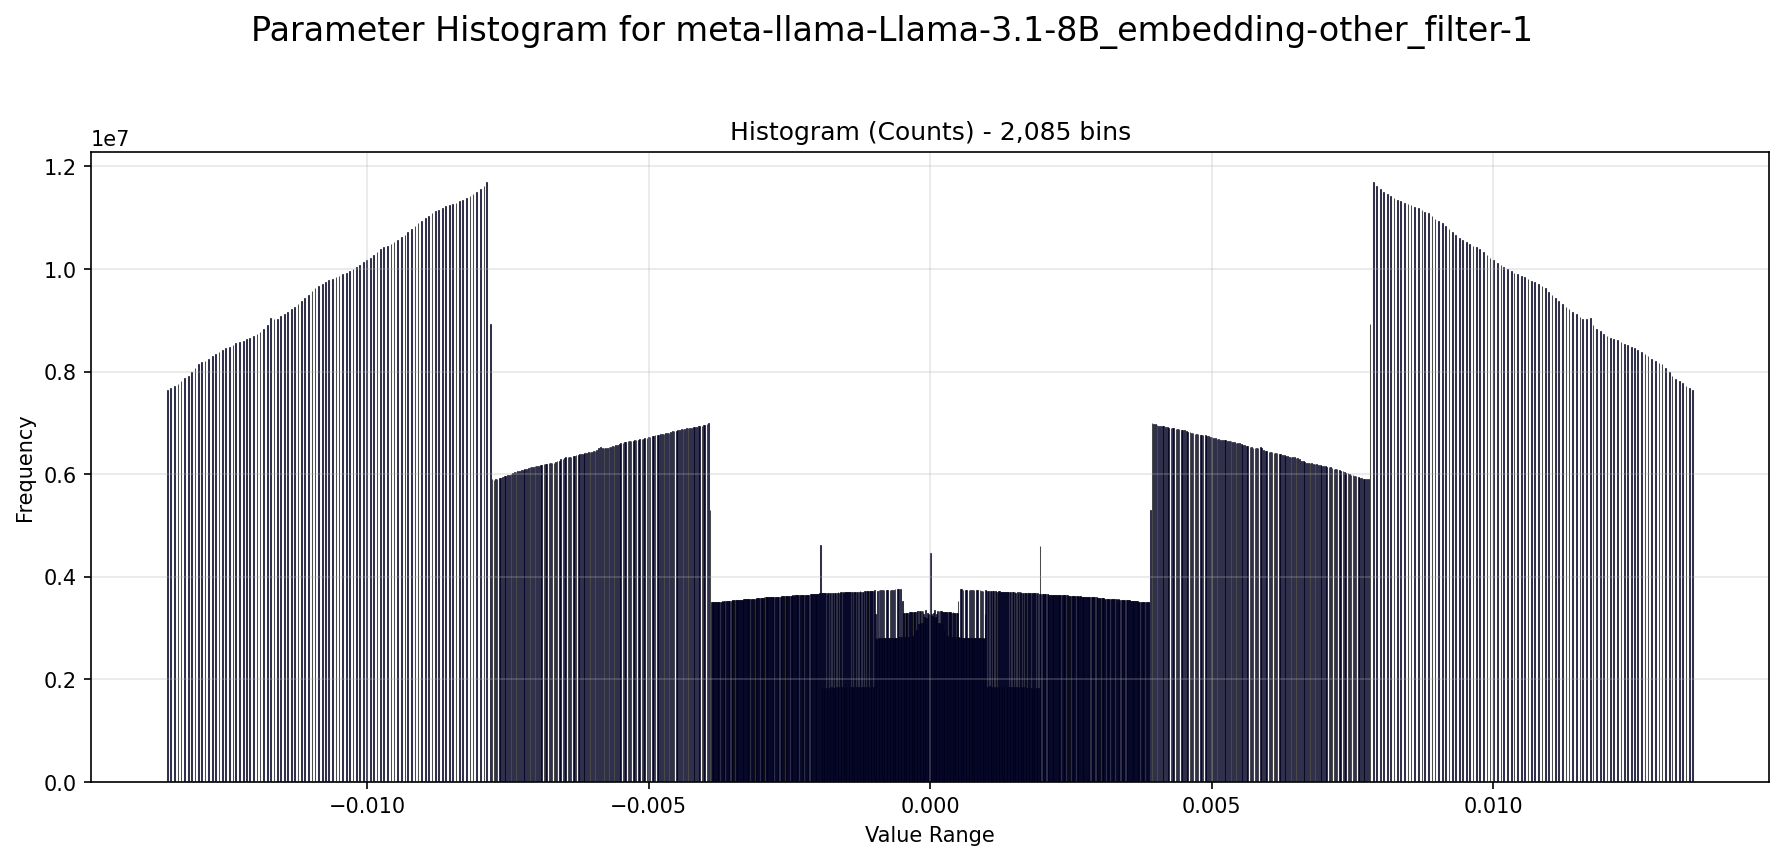 Parameter Histogram for meta-llama-Llama-3.1-8B_embedding-other_filter-1
Histogram (Counts) - 2,085 bins
1e7
1.2
1.0
0.8
0.6
0.4
0.2
0.0
Frequency
−0.010 −0.005 0.000 0.005 0.010
Value Range